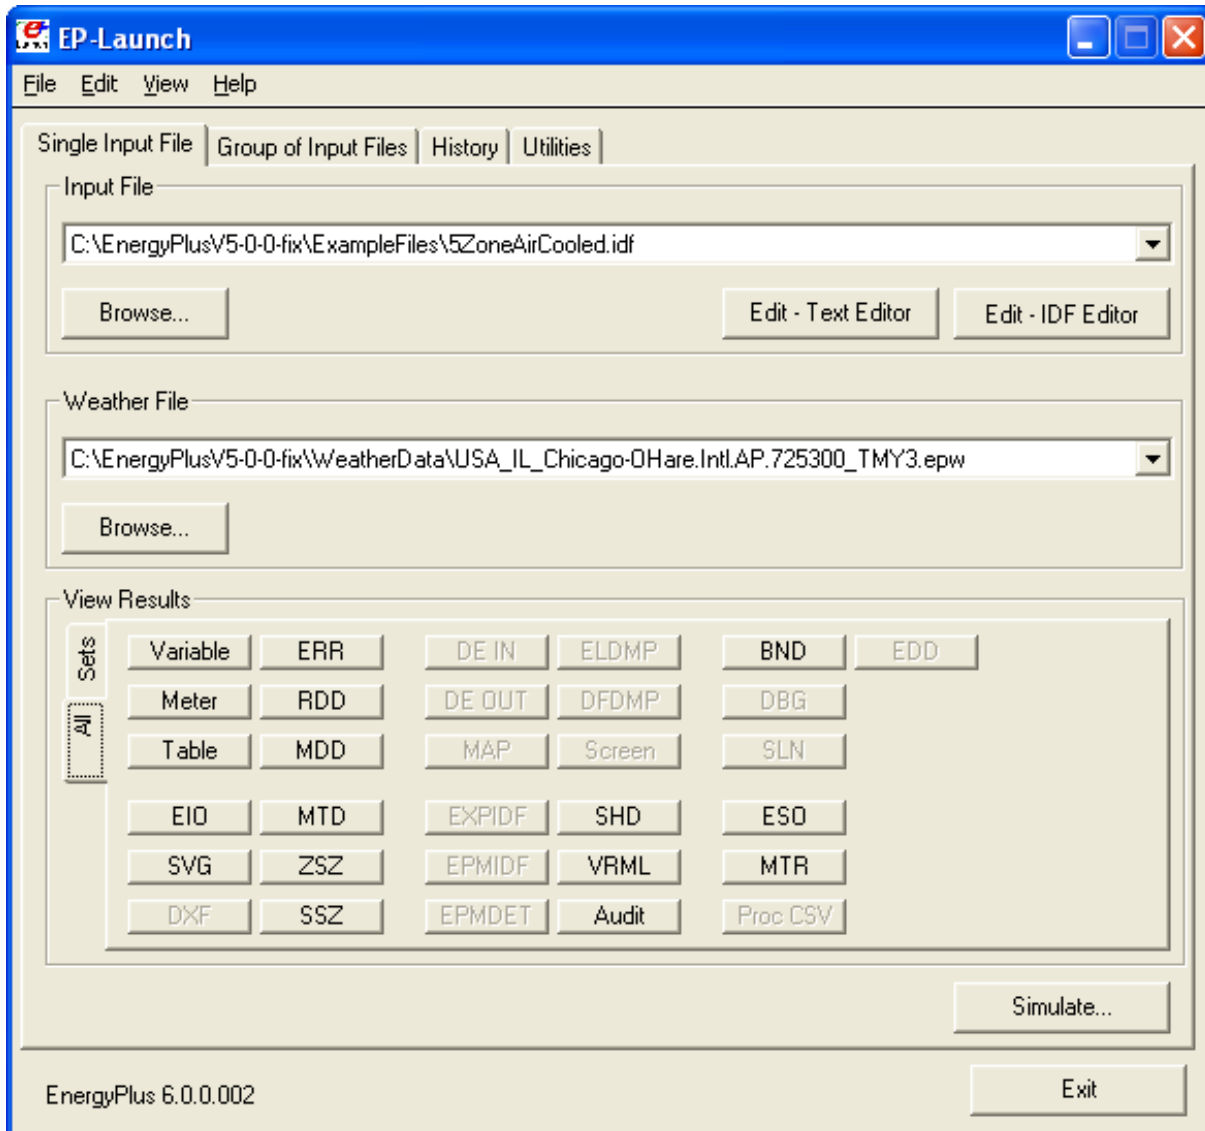 EP-Launch
File Edit View Help
Single Input File Group of Input Files History Utilities
Input File
C:\EnergyPlusV5-0-0-fix\ExampleFiles\5ZoneAirCooled.idf
Browse... Edit - Text Editor Edit - IDF Editor
Weather File
C:\EnergyPlusV5-0-0-fix\WeatherData\USA_IL_Chicago-OHare.Intl.AP.725300_TMY3.epw
Browse...
View Results
Sets
All
Variable ERR DE IN ELDMP BND EDD
Meter RDD DE OUT DFDMP DBG
Table MDD MAP Screen SLN
EIO MTD EXPIDF SHD ESO
SVG ZSZ EPMIDF VRML MTR
DXF SSZ EPMDET Audit Proc CSV
Simulate...
EnergyPlus 6.0.0.002 Exit